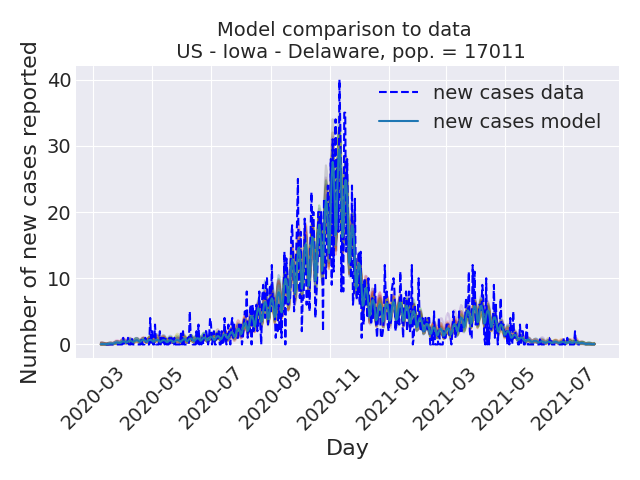 Model comparison to data
US - Iowa - Delaware, pop. = 17011
Number of new cases reported
40
30
20
10
0
new cases data
new cases model
2020-03
2020-05
2020-07
2020-09
2020-11
2021-01
2021-03
2021-05
2021-07
Day